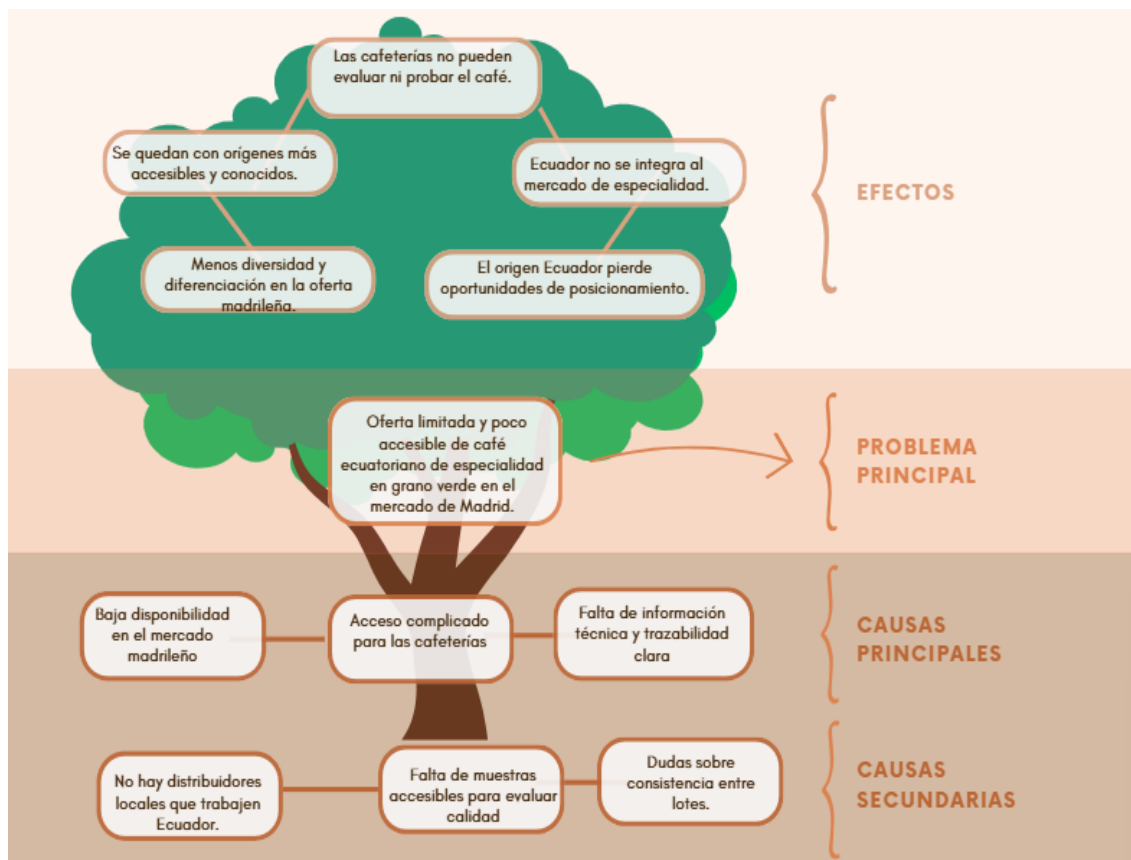 Las cafeterías no pueden
evaluar ni probar el café.
Se quedan con orígenes más
accesibles y conocidos.
Ecuador no se integra al
mercado de especialidad.
EFECTOS
Menos diversidad y
diferenciación en la oferta
madrileña.
El origen Ecuador pierde
oportunidades de posicionamiento.
Oferta limitada y poco
accesible de café
ecuatoriano de especialidad
en grano verde en el
mercado de Madrid.
PROBLEMA
PRINCIPAL
Baja disponibilidad
en el mercado
madrileño
Acceso complicado
para las cafeterías
Falta de información
técnica y trazabilidad
clara
CAUSAS
PRINCIPALES
No hay distribuidores
locales que trabajen
Ecuador.
Falta de muestras
accesibles para evaluar
calidad
Dudas sobre
consistencia entre
lotes.
CAUSAS
SECUNDARIAS